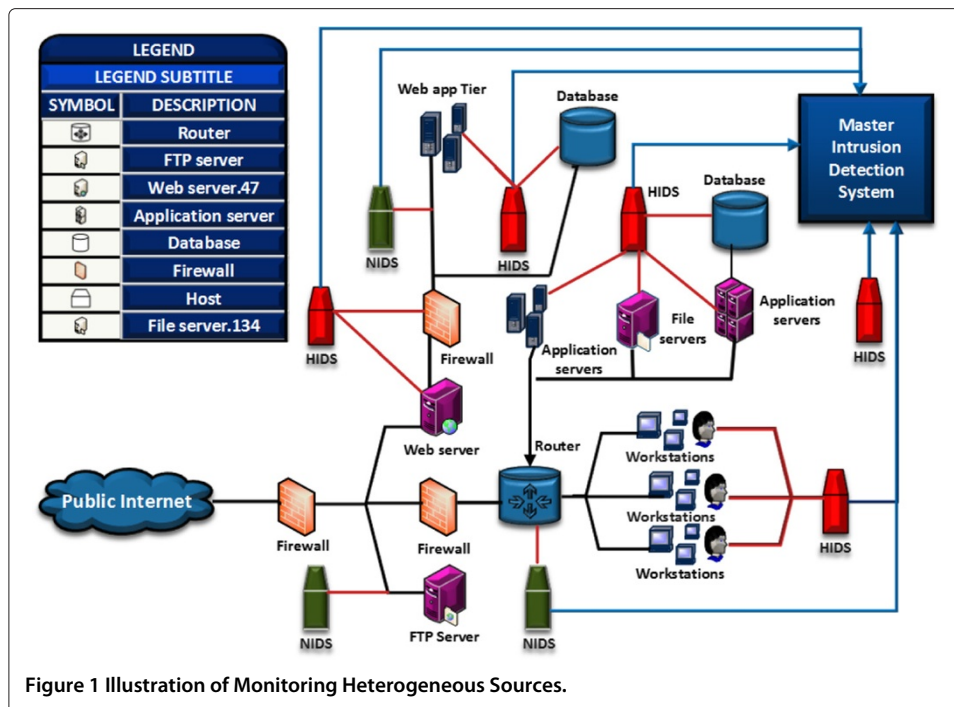 LEGEND
LEGEND SUBTITLE
SYMBOL DESCRIPTION
Router
FTP server
Web server.47
Application server
Database
Firewall
Host
File server.134
Web app Tier
Database
Master
Intrusion
Detection
System
HIDS
Database
NIDS
HIDS
HIDS
Firewall
Application
servers
File
servers
Application
servers
HIDS
Web server
Router
Workstations
Public Internet
Workstations
Firewall
Firewall
HIDS
Workstations
NIDS
FTP Server
NIDS
Figure 1 Illustration of Monitoring Heterogeneous Sources.